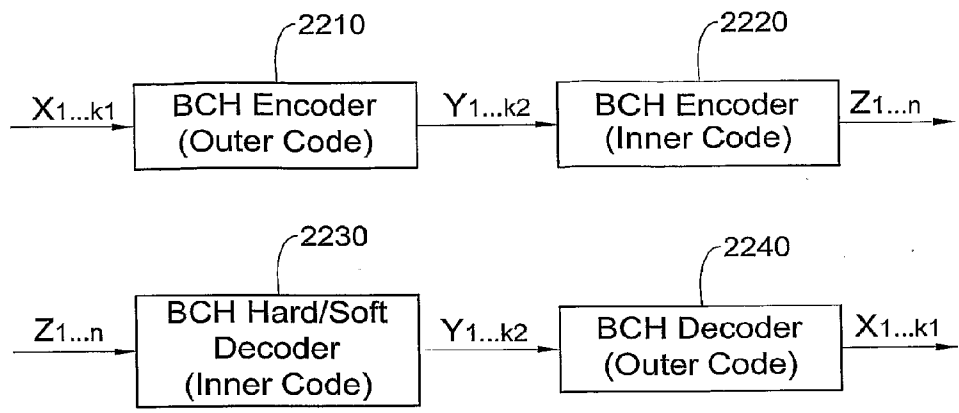 2210
2220
X1...k1
BCH Encoder
(Outer Code)
Y1...k2
BCH Encoder
(Inner Code)
Z1...n
2230
2240
Z1...n
BCH Hard/Soft
Decoder
(Inner Code)
Y1...k2
BCH Decoder
(Outer Code)
X1...k1